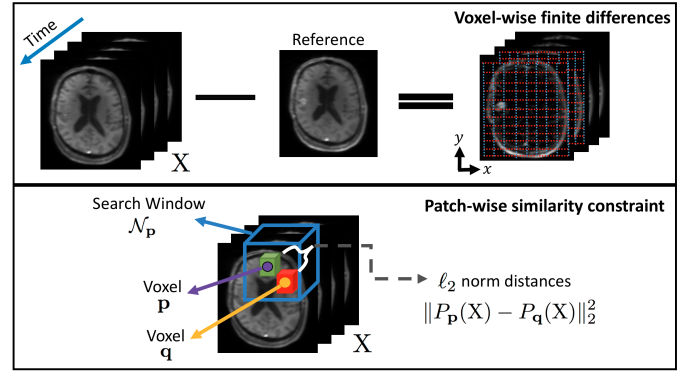 Time
Reference
Voxel-wise finite differences
X
y
x
Search Window
𝒩𝐩
Patch-wise similarity constraint
Voxel
𝐩
Voxel
𝐪
X
ℓ₂ norm distances
‖P𝐩(X) − P𝐪(X)‖₂²